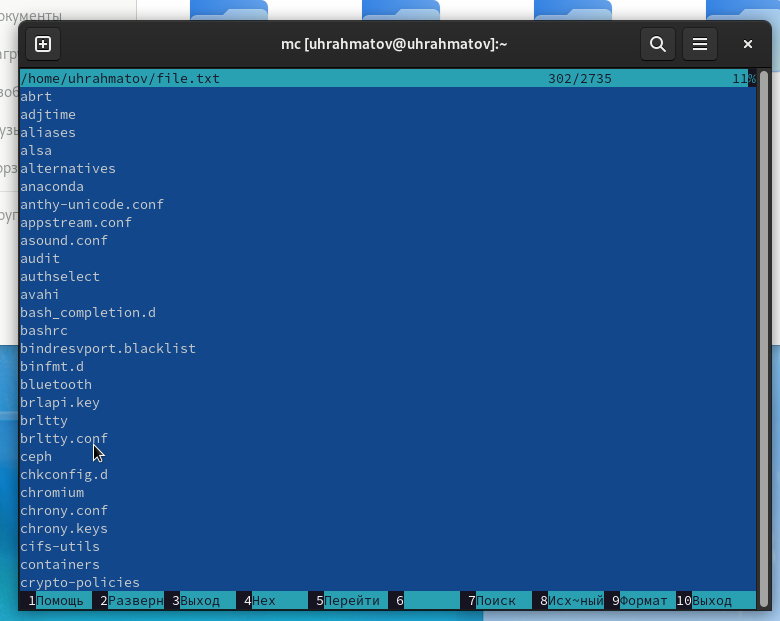 окументы
mc [uhrahmatov@uhrahmatov]:~
/home/uhrahmatov/file.txt 302/2735 11%
abrt
adjtime
aliases
alsa
alternatives
anaconda
anthy-unicode.conf
appstream.conf
asound.conf
audit
authselect
avahi
bash_completion.d
bashrc
bindresvport.blacklist
binfmt.d
bluetooth
brlapi.key
brltty
brltty.conf
ceph
chkconfig.d
chromium
chrony.conf
chrony.keys
cifs-utils
containers
crypto-policies
1Помощь 2Разверн 3Выход 4Hex 5Перейти 6 7Поиск 8Исх~ный 9Формат 10Выход